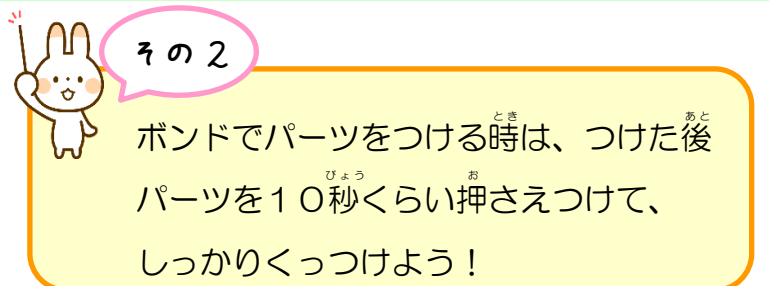 その2
ボンドでパーツをつける時は、つけた後
パーツを10秒くらい押さえつけて、
しっかりくっつけよう!